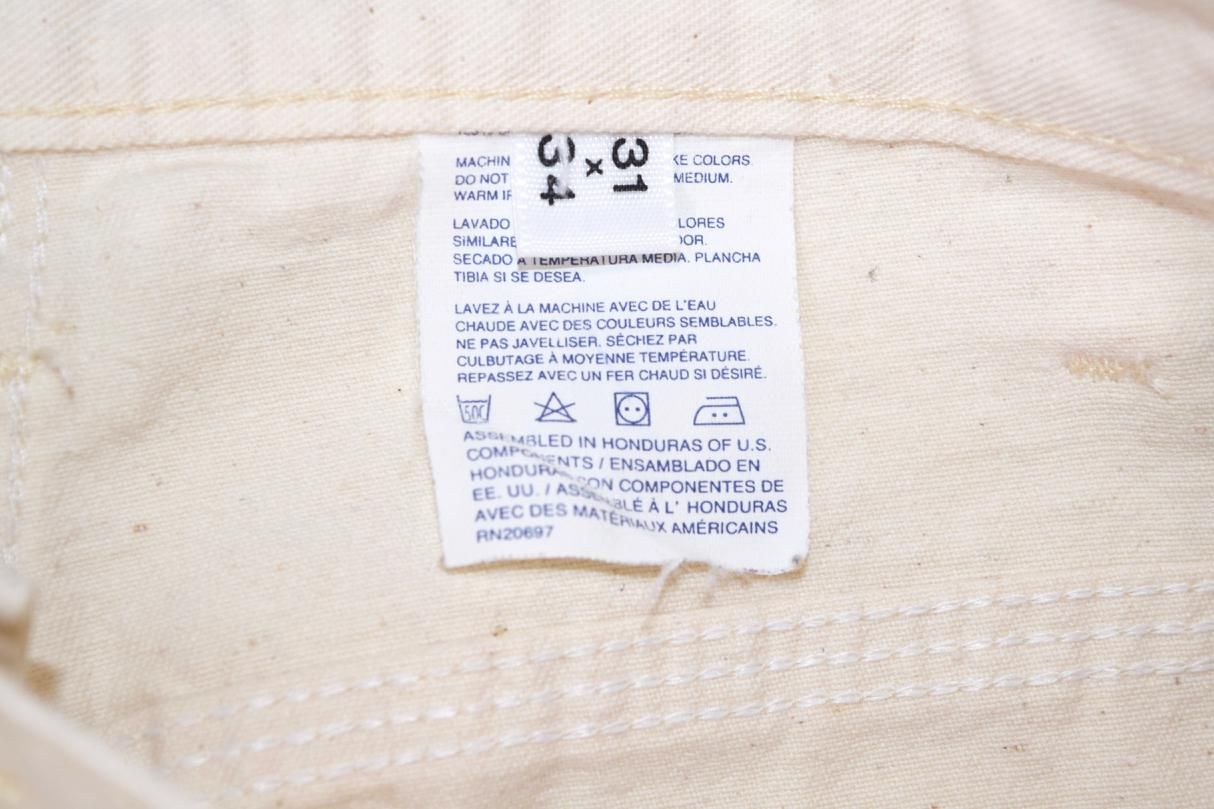 31
x
34
MACHIN KE COLORS.
DO NOT MEDIUM.
WARM
LAVADO LORES
SIMILARE DOR.
SECADO A TEMPERATURA MEDIA. PLANCHA
TIBIA SI SE DESEA.
LAVEZ À LA MACHINE AVEC DE L'EAU
CHAUDE AVEC DES COULEURS SEMBLABLES.
NE PAS JAVELLISER. SÉCHEZ PAR
CULBUTAGE À MOYENNE TEMPÉRATURE.
REPASSEZ AVEC UN FER CHAUD SI DÉSIRÉ.
50C
ASSEMBLED IN HONDURAS OF U.S.
COMPONENTS / ENSAMBLADO EN
HONDURAS CON COMPONENTES DE
EE. UU. / ASSEMBLÉ À L' HONDURAS
AVEC DES MATÉRIAUX AMÉRICAINS
RN20697